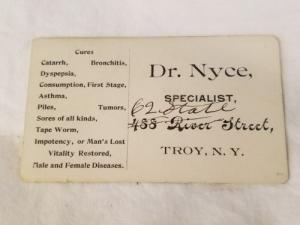 Cures
Catarrh, Bronchitis,
Dyspepsia,
Consumption, First Stage,
Asthma,
Piles, Tumors,
Sores of all kinds,
Tape Worm,
Impotency, or Man's Lost
Vitality Restored,
Male and Female Diseases.
Dr. Nyce,
SPECIALIST,
62 State
488 River Street,
TROY, N. Y.